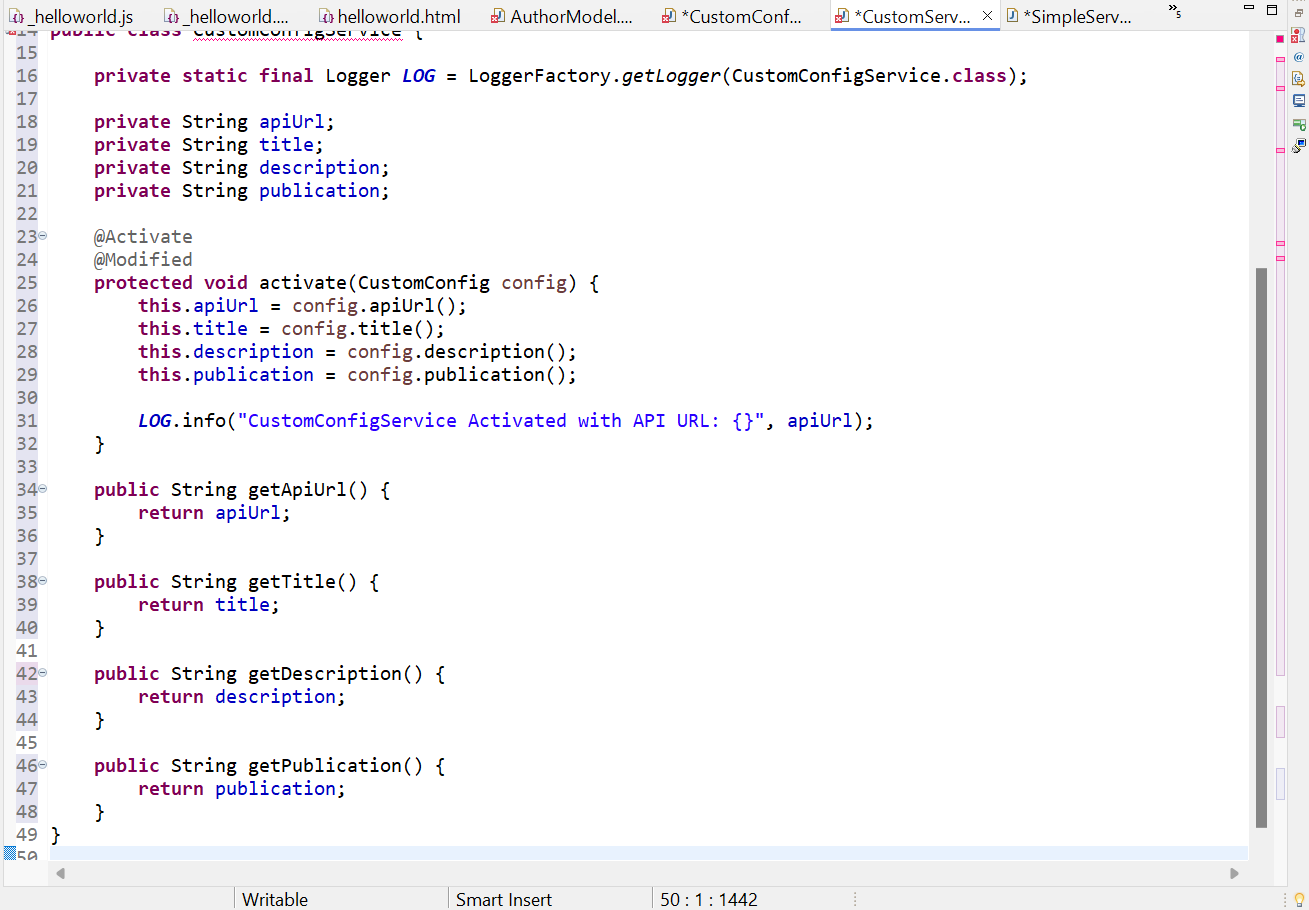 _helloworld.js _helloworld.... helloworld.html AuthorModel.... *CustomConf... *CustomServ... *SimpleServ... »5
14 public class CustomConfigService {
15
16 private static final Logger LOG = LoggerFactory.getLogger(CustomConfigService.class);
17
18 private String apiUrl;
19 private String title;
20 private String description;
21 private String publication;
22
23 @Activate
24 @Modified
25 protected void activate(CustomConfig config) {
26 this.apiUrl = config.apiUrl();
27 this.title = config.title();
28 this.description = config.description();
29 this.publication = config.publication();
30
31 LOG.info("CustomConfigService Activated with API URL: {}", apiUrl);
32 }
33
34 public String getApiUrl() {
35 return apiUrl;
36 }
37
38 public String getTitle() {
39 return title;
40 }
41
42 public String getDescription() {
43 return description;
44 }
45
46 public String getPublication() {
47 return publication;
48 }
49 }
50
Writable Smart Insert 50 : 1 : 1442